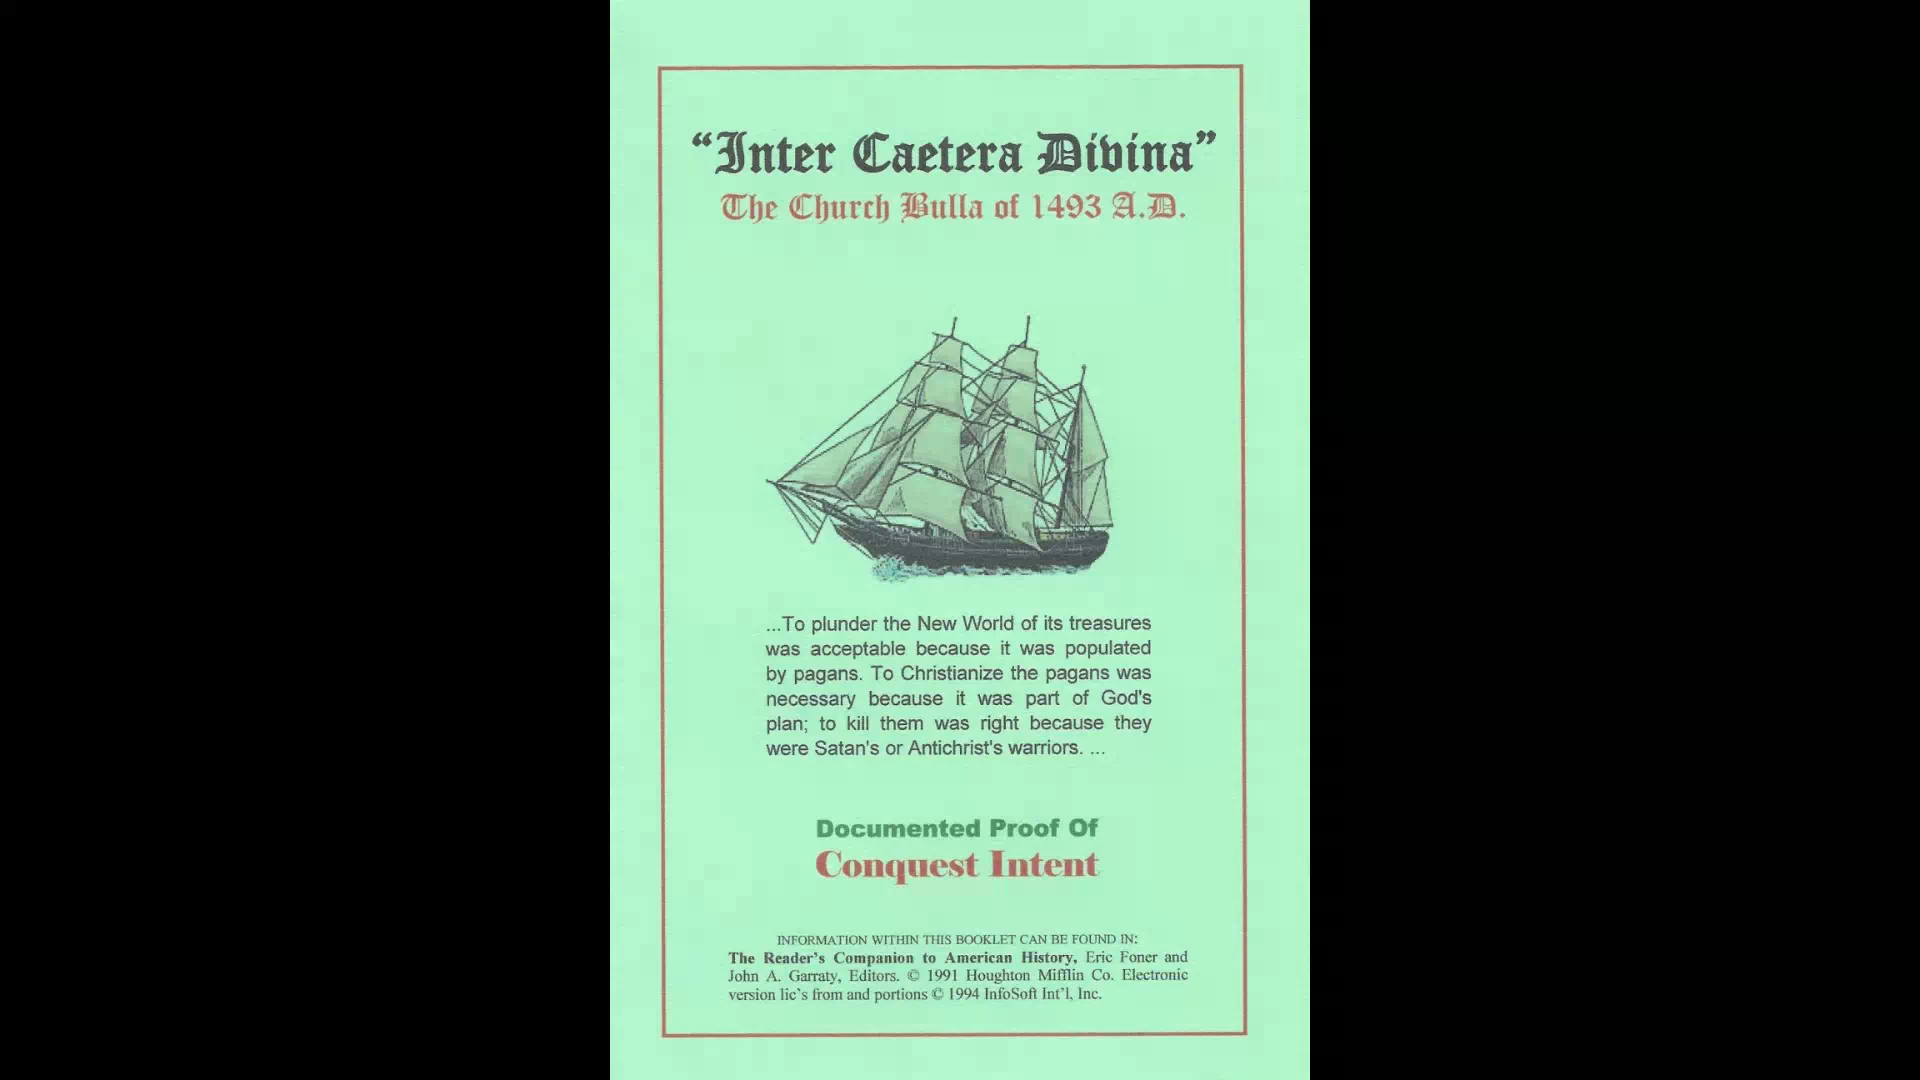 “Inter Caetera Divina”
The Church Bulla of 1493 A.D.
...To plunder the New World of its treasures
was acceptable because it was populated
by pagans. To Christianize the pagans was
necessary because it was part of God's
plan; to kill them was right because they
were Satan's or Antichrist's warriors. ...
Documented Proof Of
Conquest Intent
INFORMATION WITHIN THIS BOOKLET CAN BE FOUND IN:
The Reader’s Companion to American History, Eric Foner and
John A. Garraty, Editors. © 1991 Houghton Mifflin Co. Electronic
version lic’s from and portions © 1994 InfoSoft Int’l, Inc.